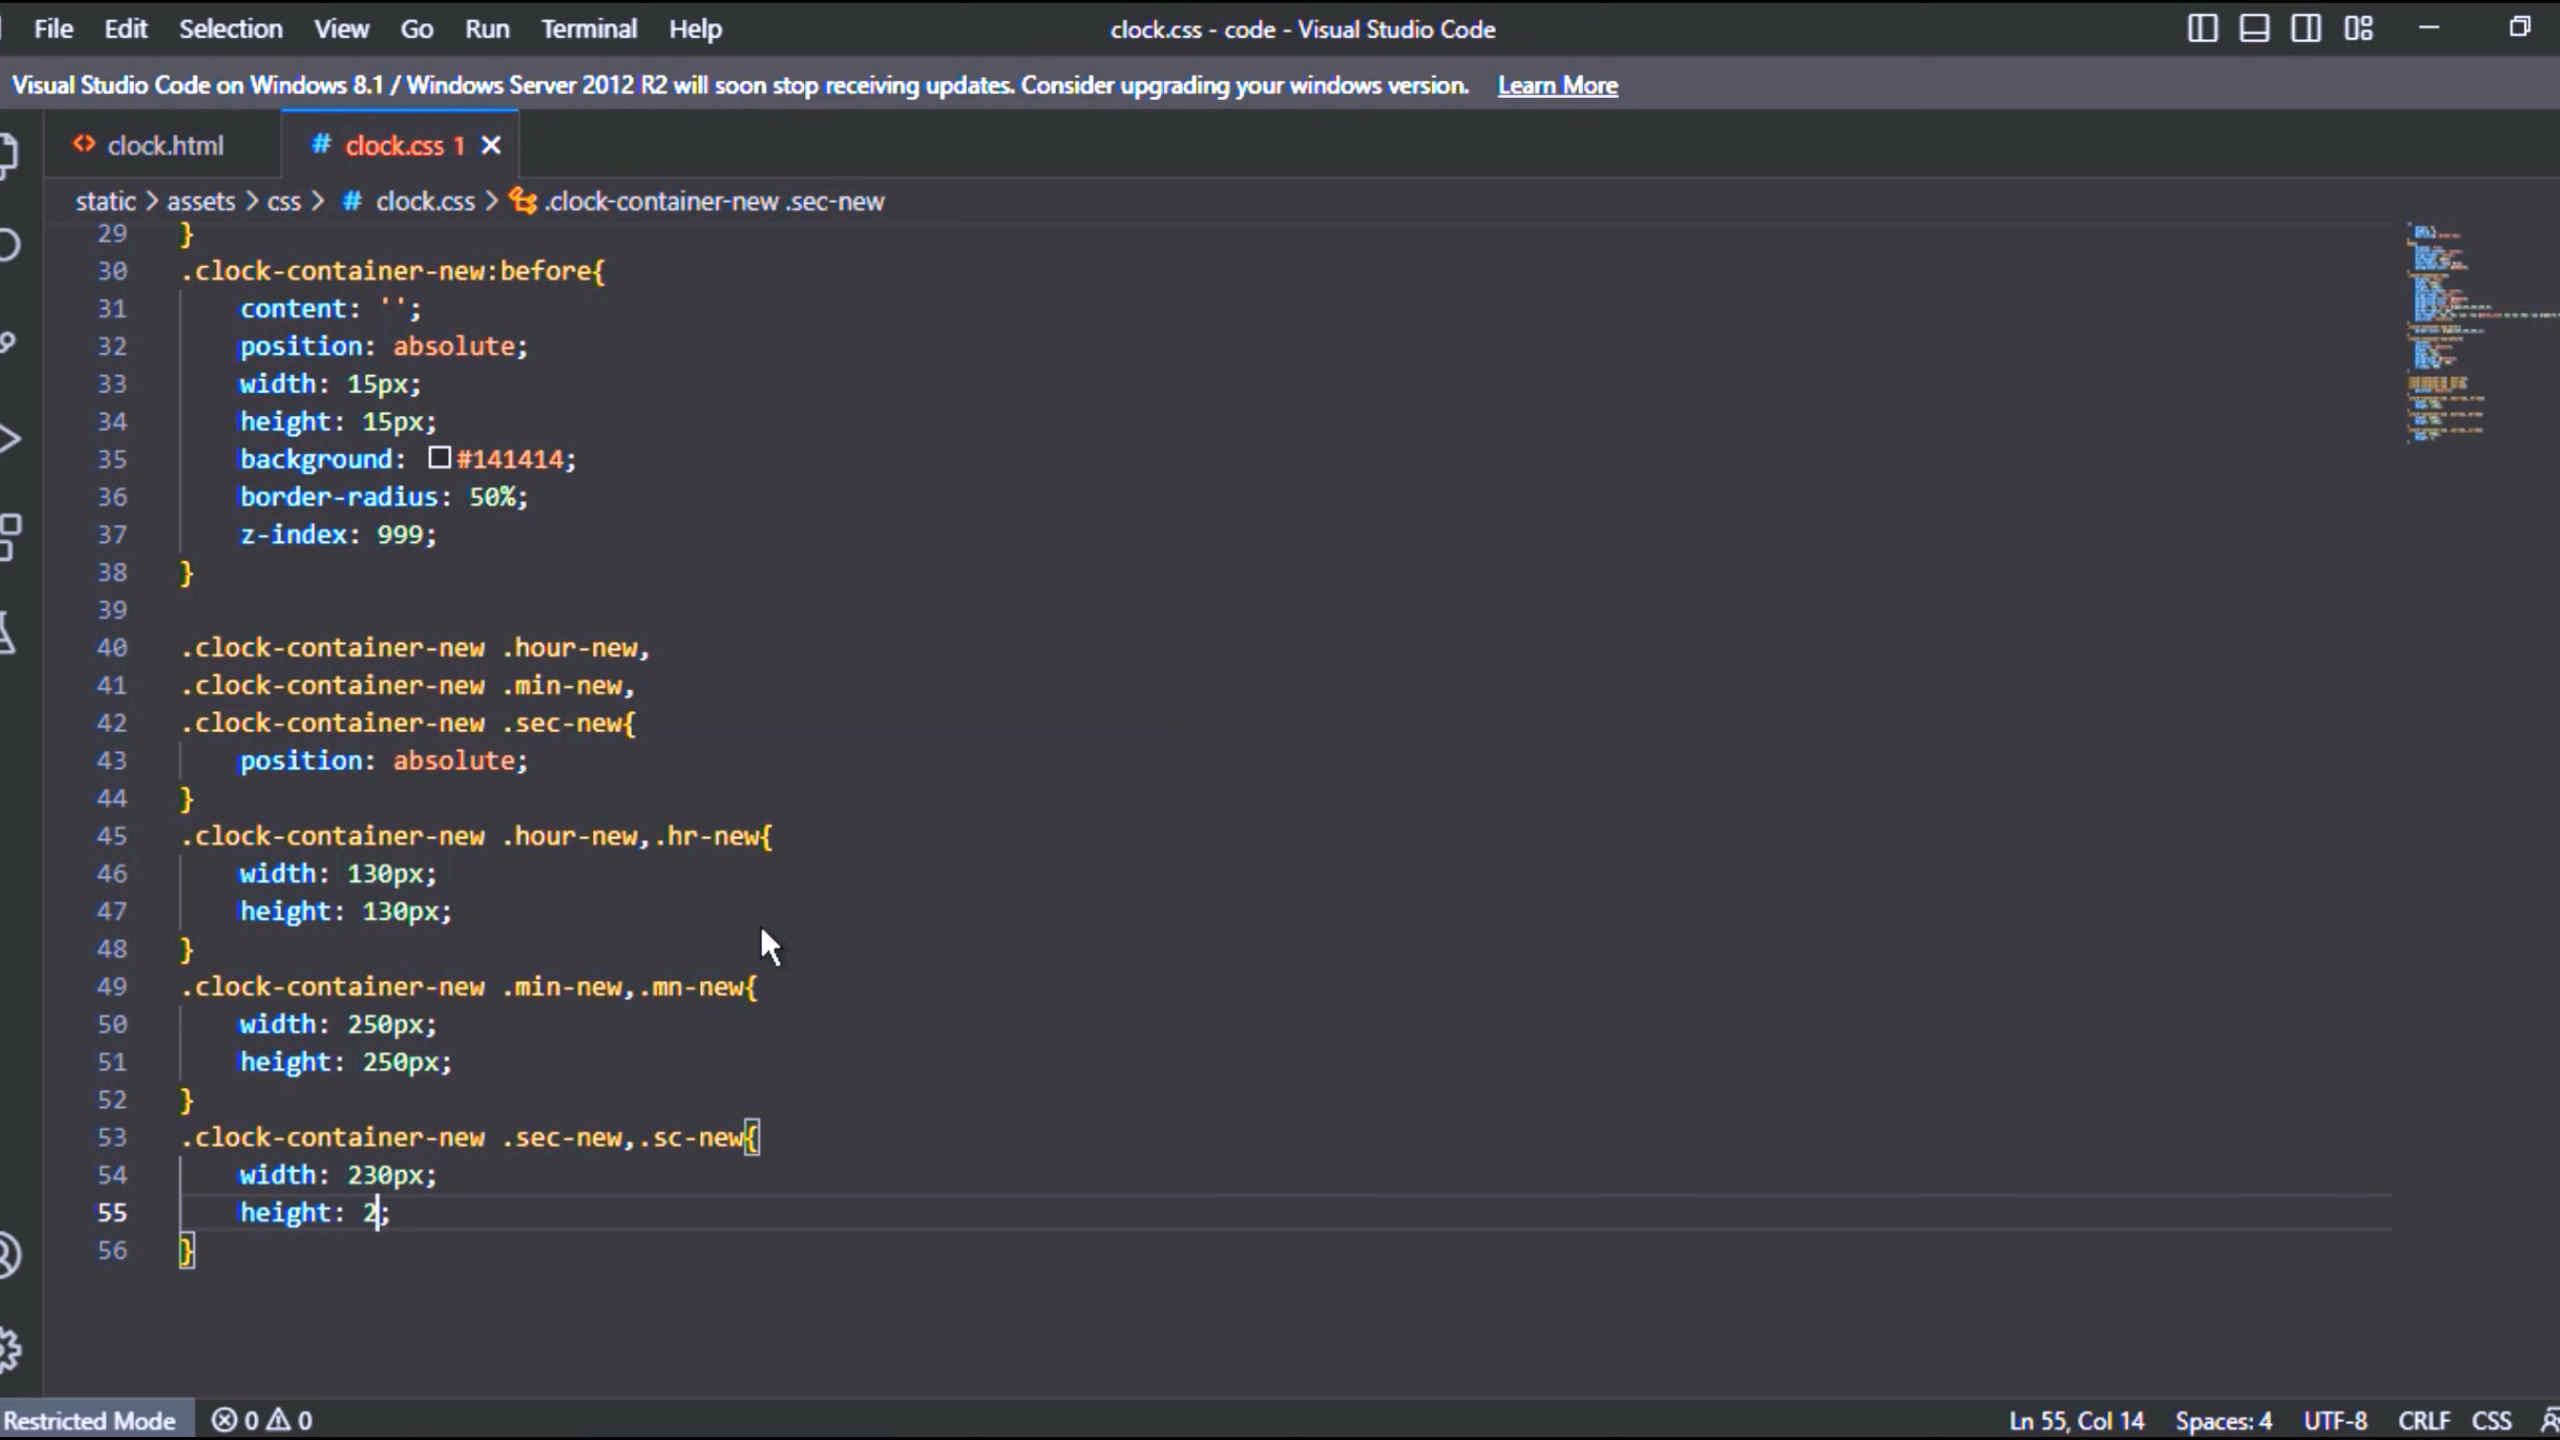 File Edit Selection View Go Run Terminal Help clock.css - code - Visual Studio Code
Visual Studio Code on Windows 8.1 / Windows Server 2012 R2 will soon stop receiving updates. Consider upgrading your windows version. Learn More
<> clock.html # clock.css 1
static > assets > css > # clock.css > .clock-container-new .sec-new
29 }
30 .clock-container-new:before{
31 content: '';
32 position: absolute;
33 width: 15px;
34 height: 15px;
35 background: #141414;
36 border-radius: 50%;
37 z-index: 999;
38 }
39
40 .clock-container-new .hour-new,
41 .clock-container-new .min-new,
42 .clock-container-new .sec-new{
43 position: absolute;
44 }
45 .clock-container-new .hour-new,.hr-new{
46 width: 130px;
47 height: 130px;
48 }
49 .clock-container-new .min-new,.mn-new{
50 width: 250px;
51 height: 250px;
52 }
53 .clock-container-new .sec-new,.sc-new{
54 width: 230px;
55 height: 2;
56 }
Restricted Mode 0 0 Ln 55, Col 14 Spaces: 4 UTF-8 CRLF CSS